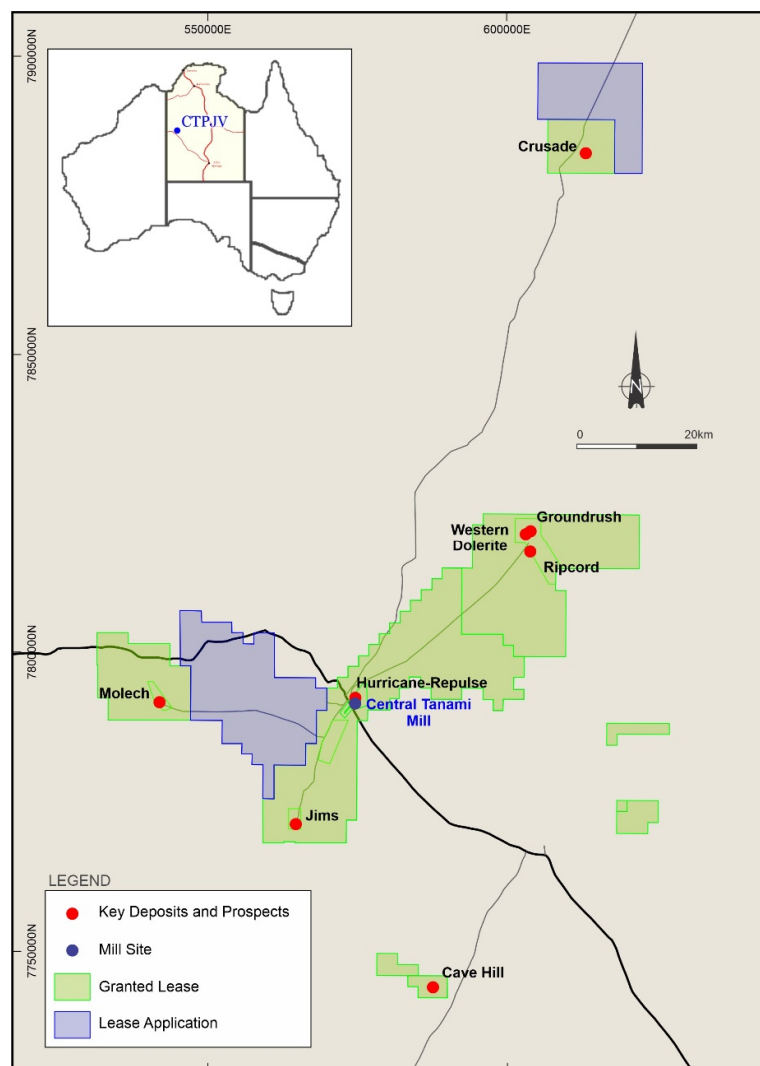 550000E
600000E
7900000N
CTPJV
Crusade
7850000N
N
0
20km
Groundrush
Western
Dolerite
Ripcord
7800000N
Hurricane-Repulse
Molech
Central Tanami
Mill
Jims
LEGEND
Key Deposits and Prospects
Mill Site
Granted Lease
Lease Application
7750000N
Cave Hill